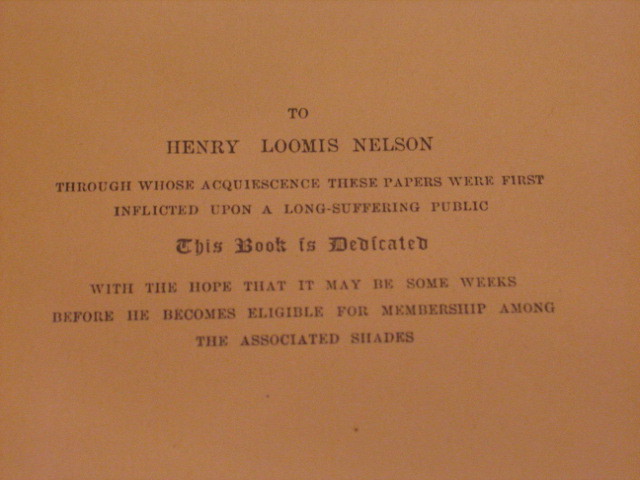 TO
HENRY LOOMIS NELSON
THROUGH WHOSE ACQUIESCENCE THESE PAPERS WERE FIRST
INFLICTED UPON A LONG-SUFFERING PUBLIC
This Book is Dedicated
WITH THE HOPE THAT IT MAY BE SOME WEEKS
BEFORE HE BECOMES ELIGIBLE FOR MEMBERSHIP AMONG
THE ASSOCIATED SHADES